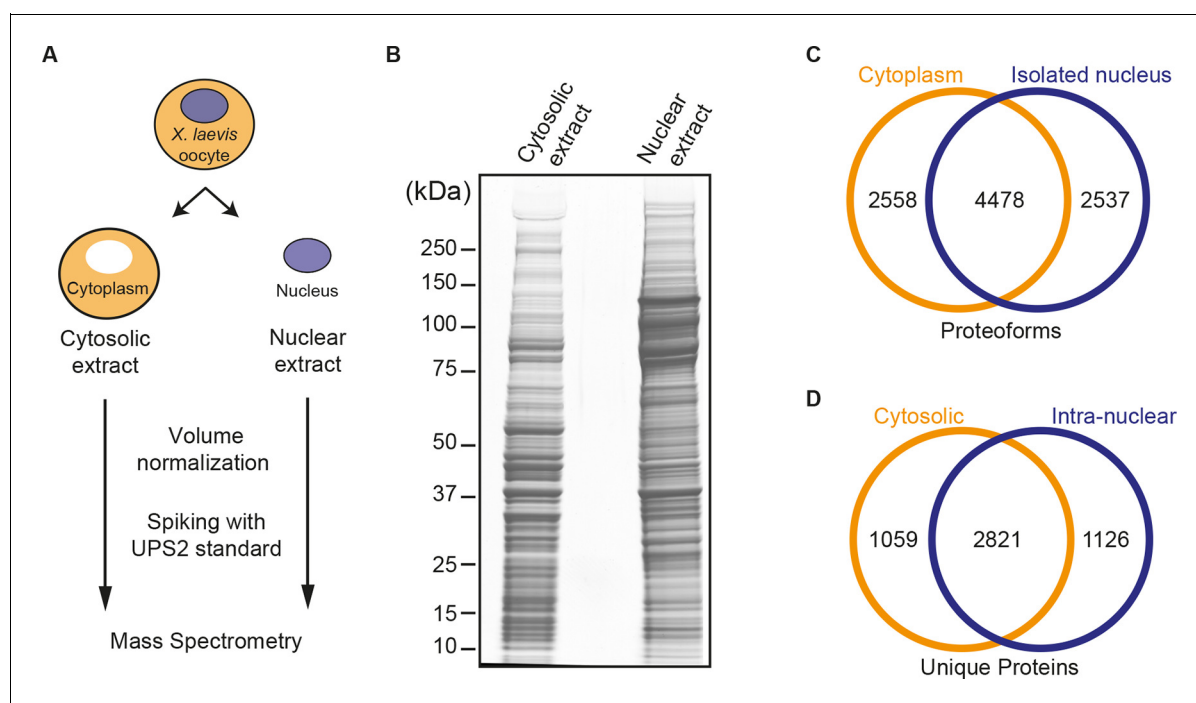 A
X. laevis
oocyte
Cytoplasm
Nucleus
Cytosolic
extract
Nuclear
extract
Volume
normalization
Spiking with
UPS2 standard
Mass Spectrometry
B
Cytosolic
extract
Nuclear
extract
(kDa)
250
150
100
75
50
37
25
15
10
C
Cytoplasm
Isolated nucleus
2558
4478
2537
Proteoforms
D
Cytosolic
Intra-nuclear
1059
2821
1126
Unique Proteins